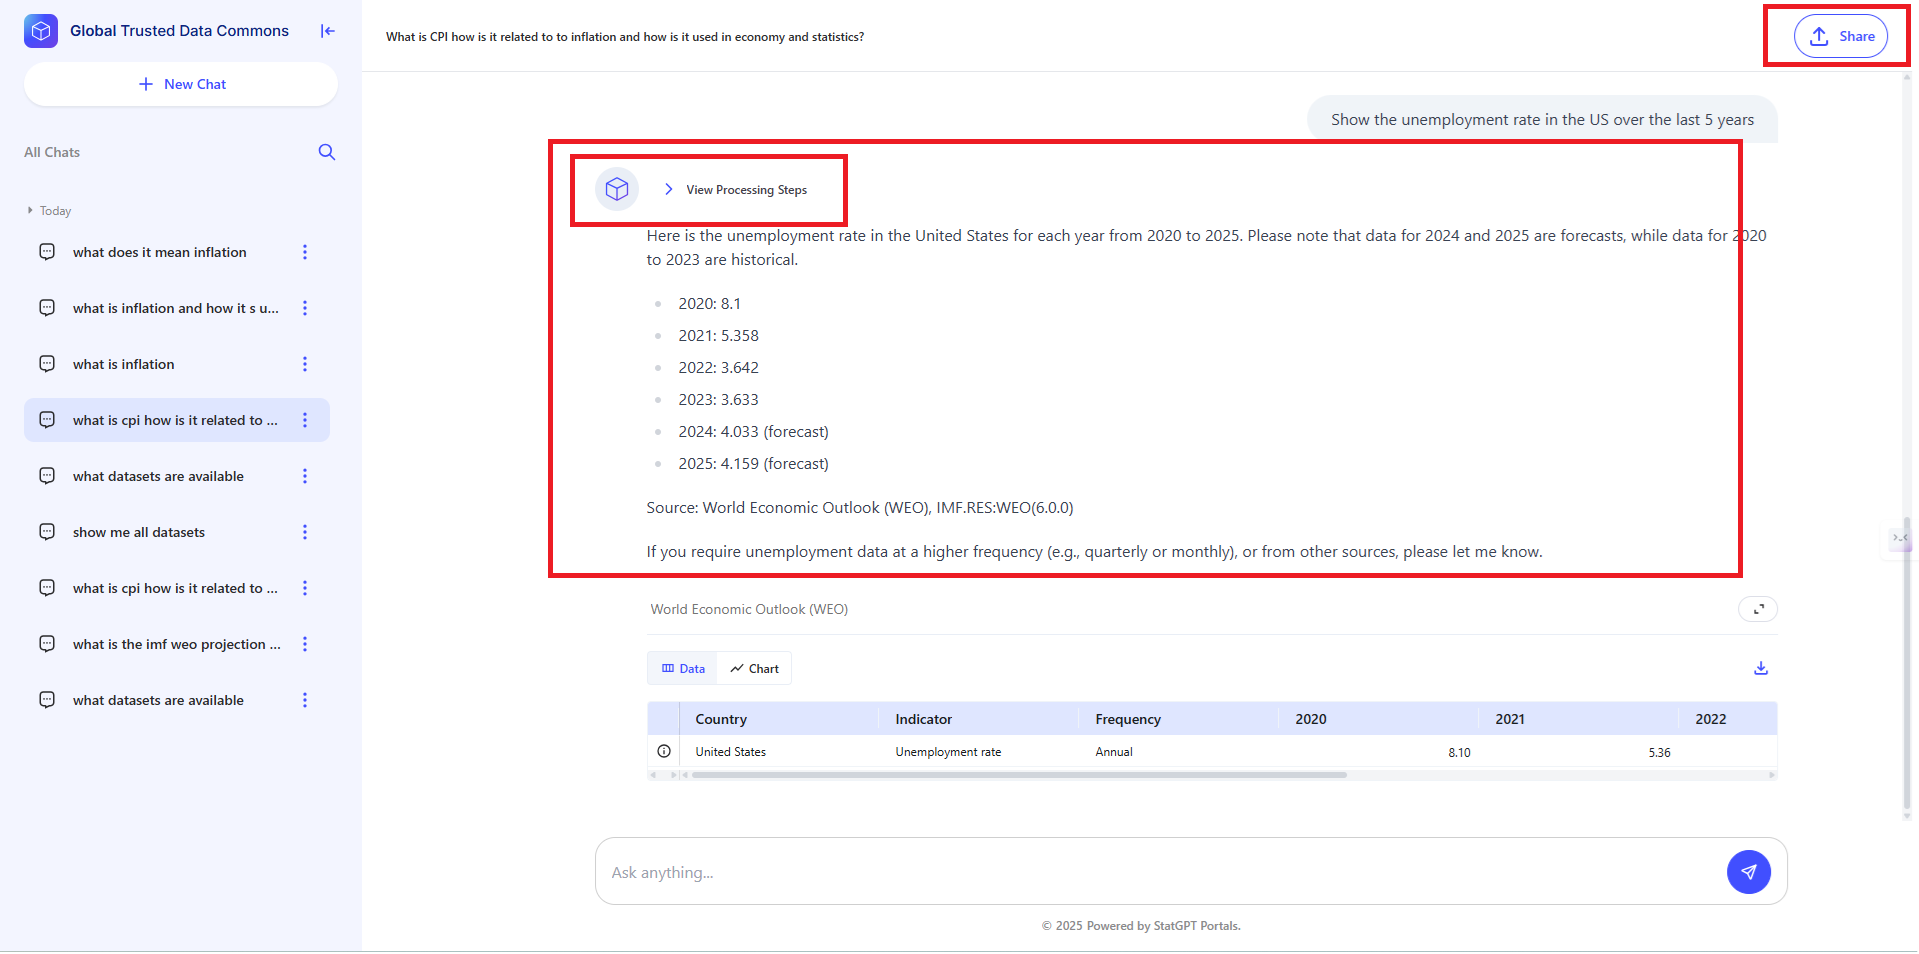 Global Trusted Data Commons
New Chat
All Chats
Today
what does it mean inflation
what is inflation and how it s u...
what is inflation
what is cpi how is it related to ...
what datasets are available
show me all datasets
what is cpi how is it related to ...
what is the imf weo projection ...
what datasets are available
What is CPI how is it related to to inflation and how is it used in economy and statistics?
Share
Show the unemployment rate in the US over the last 5 years
View Processing Steps
Here is the unemployment rate in the United States for each year from 2020 to 2025. Please note that data for 2024 and 2025 are forecasts, while data for 2020
to 2023 are historical.
2020: 8.1
2021: 5.358
2022: 3.642
2023: 3.633
2024: 4.033 (forecast)
2025: 4.159 (forecast)
Source: World Economic Outlook (WEO), IMF.RES:WEO(6.0.0)
If you require unemployment data at a higher frequency (e.g., quarterly or monthly), or from other sources, please let me know.
World Economic Outlook (WEO)
Data Chart
Country Indicator Frequency 2020 2021 2022
United States Unemployment rate Annual 8.10 5.36
Ask anything...
© 2025 Powered by StatGPT Portals.